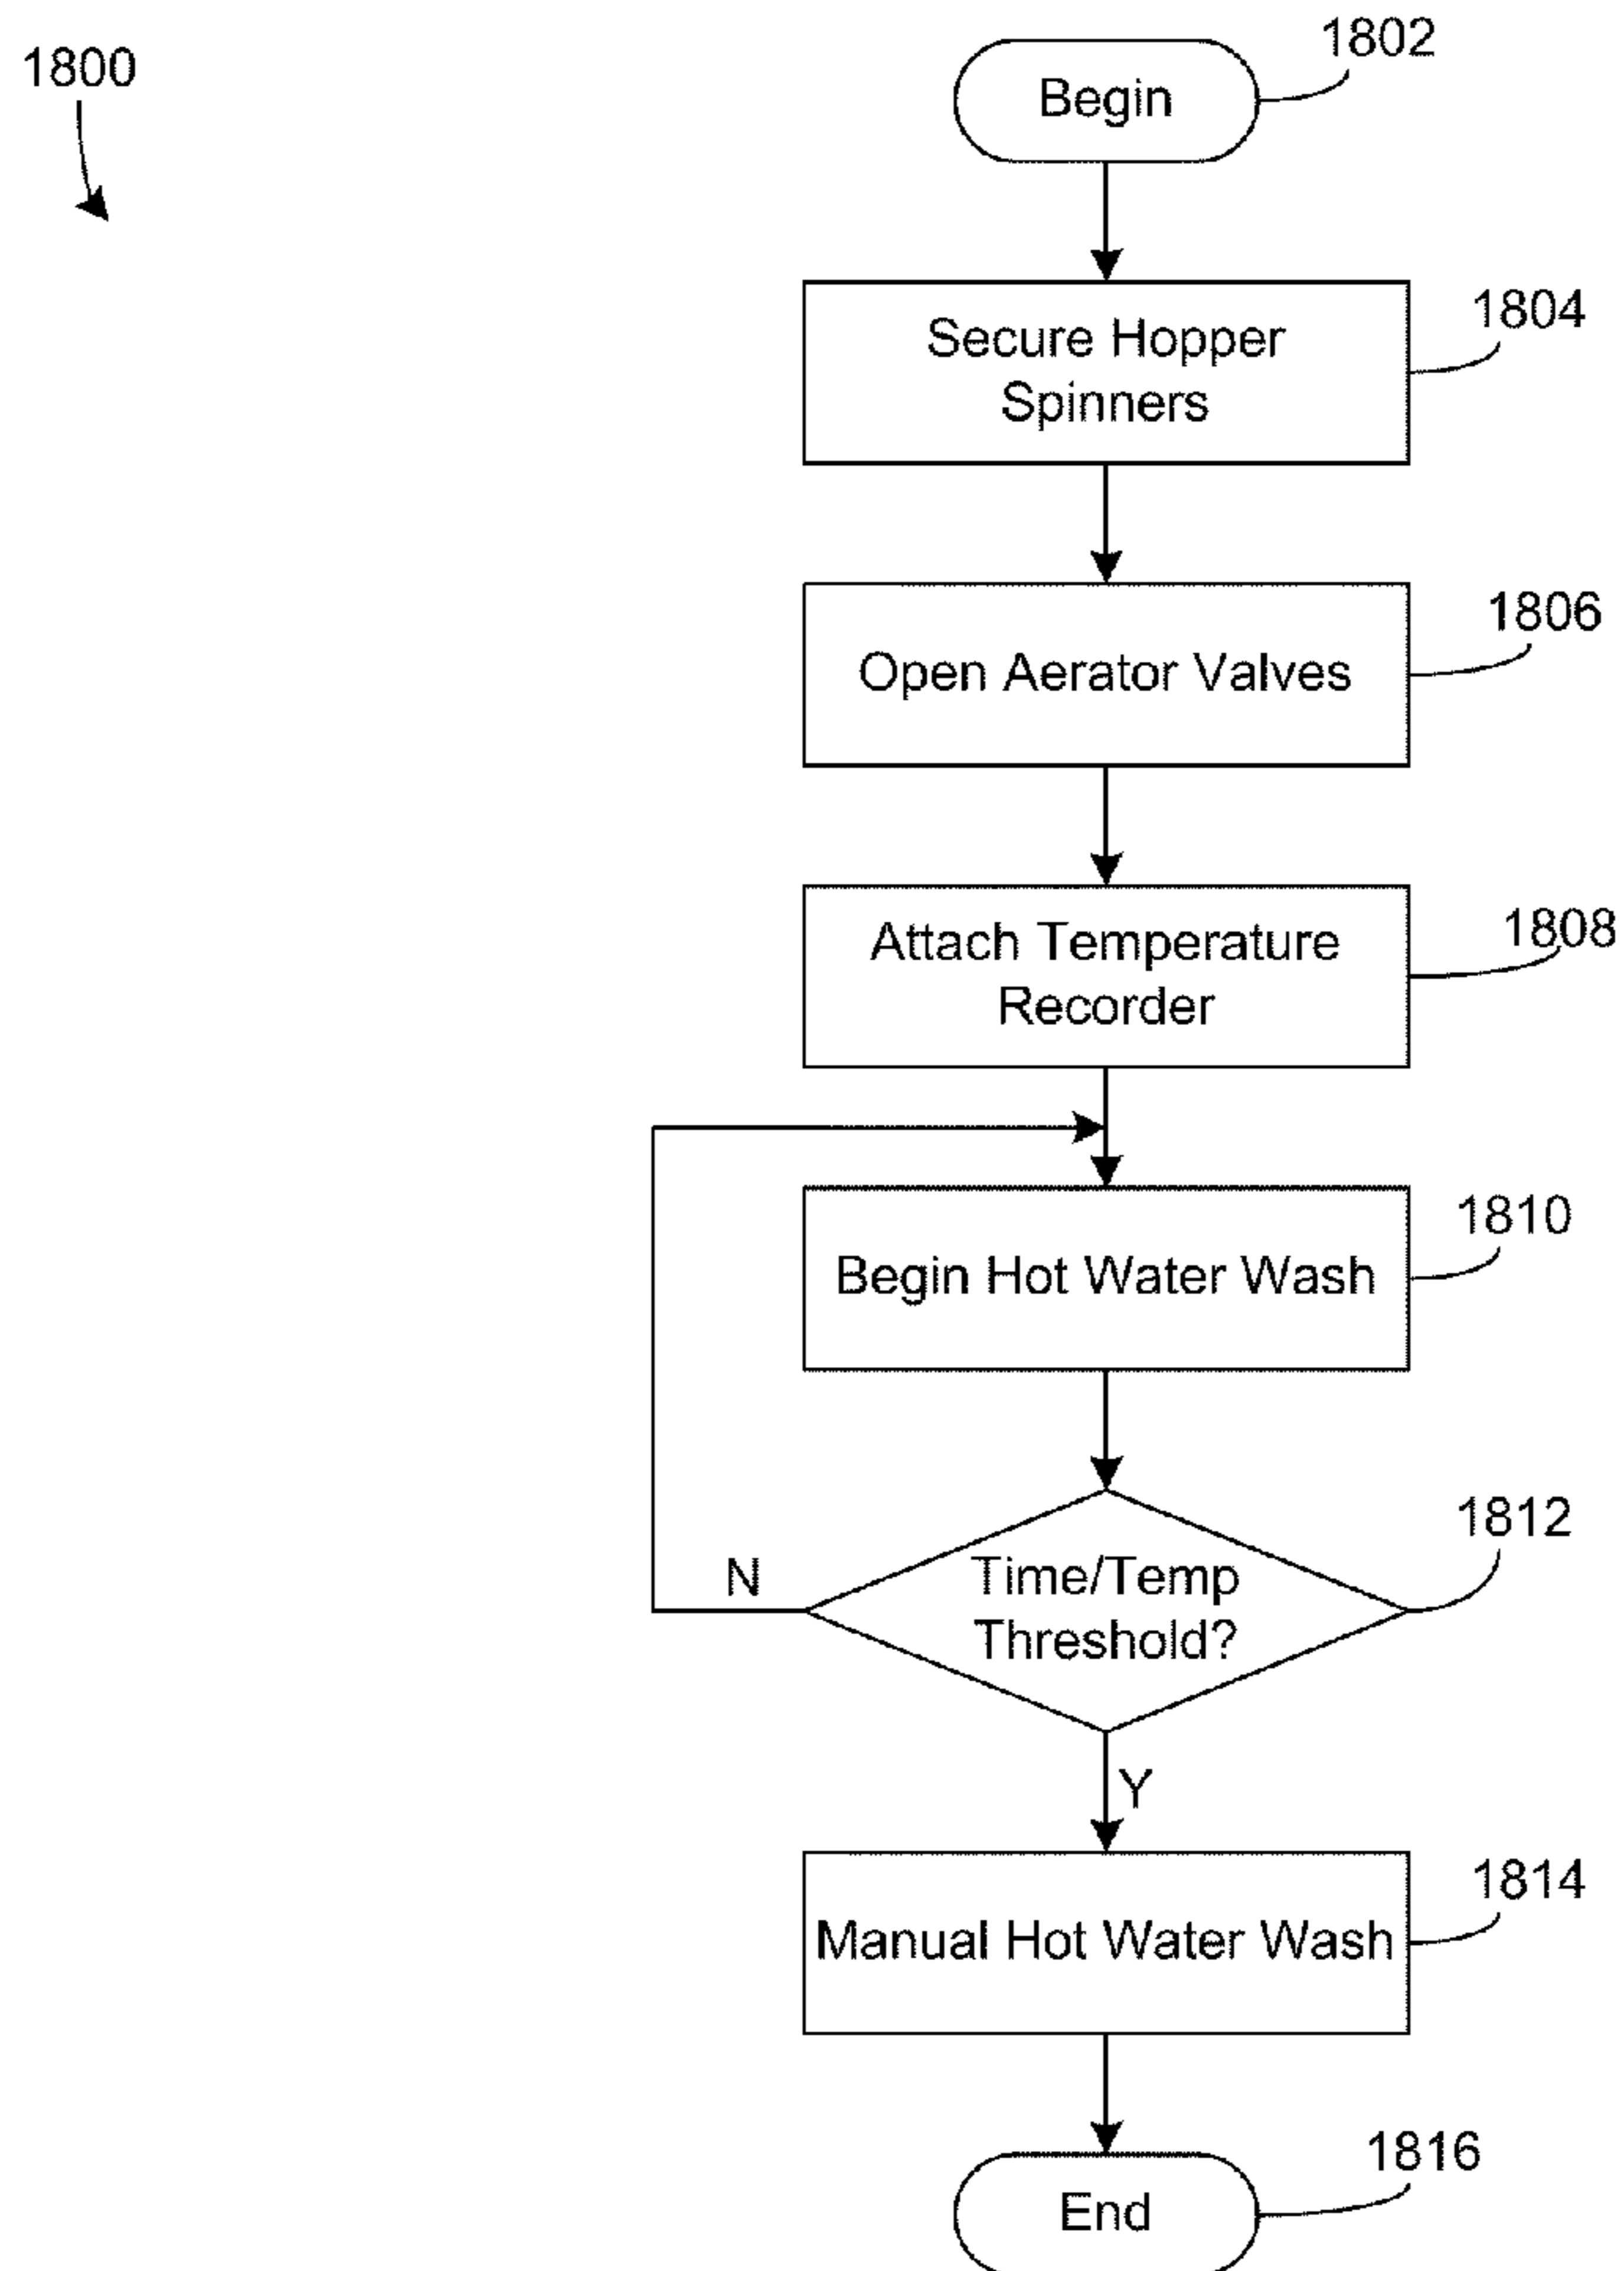 1800
1802
Begin
1804
Secure Hopper
Spinners
1806
Open Aerator Valves
1808
Attach Temperature
Recorder
1810
Begin Hot Water Wash
1812
N
Time/Temp
Threshold?
Y
1814
Manual Hot Water Wash
1816
End